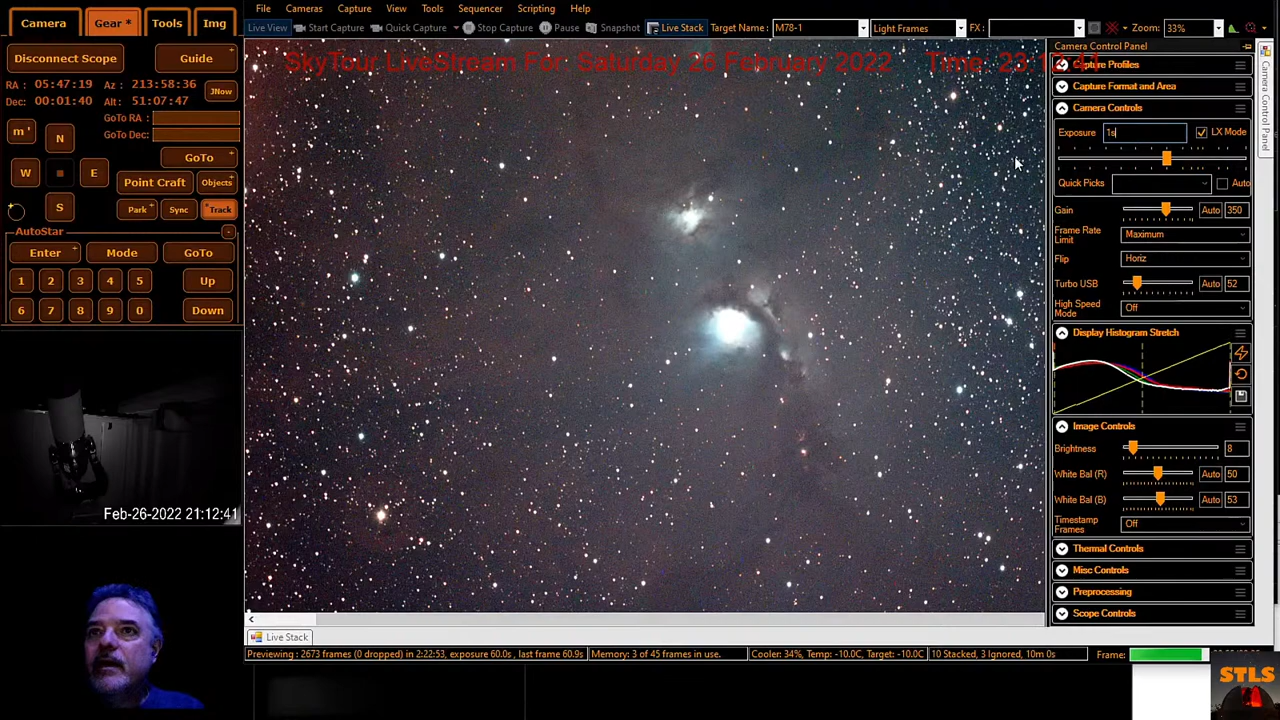 Camera Gear * Tools Img
Disconnect Scope Guide
RA : 05:47:19 Az : 213:58:36 JNow
Dec: 00:01:40 Alt: 51:07:47
GoTo RA :
GoTo Dec:
m ' N GoTo
W E Point Craft Objects
S Park Sync Track
AutoStar
Enter Mode GoTo
1 2 3 4 5 Up
6 7 8 9 0 Down
Feb-26-2022 21:12:41
File Cameras Capture View Tools Sequencer Scripting Help
Live View Start Capture Quick Capture Stop Capture Pause Snapshot Live Stack Target Name : M78-1 Light Frames FX : Zoom: 33%
SkyTourLiveStream For Saturday 26 February 2022 Time: 23:12:41
Live Stack
Previewing : 2673 frames (0 dropped) in 2:22:53, exposure 60.0s , last frame 60.9s Memory: 3 of 45 frames in use. Cooler: 34%, Temp: -10.0C, Target: -10.0C 10 Stacked, 3 Ignored, 10m 0s Frame:
Camera Control Panel
Capture Profiles
Capture Format and Area
Camera Controls
Exposure 1s LX Mode
Quick Picks Auto
Gain Auto 350
Frame Rate Limit Maximum
Flip Horiz
Turbo USB Auto 52
High Speed Mode Off
Display Histogram Stretch
Image Controls
Brightness 8
White Bal (R) Auto 50
White Bal (B) Auto 53
Timestamp Frames Off
Thermal Controls
Misc Controls
Preprocessing
Scope Controls
Camera Control Panel
STLS